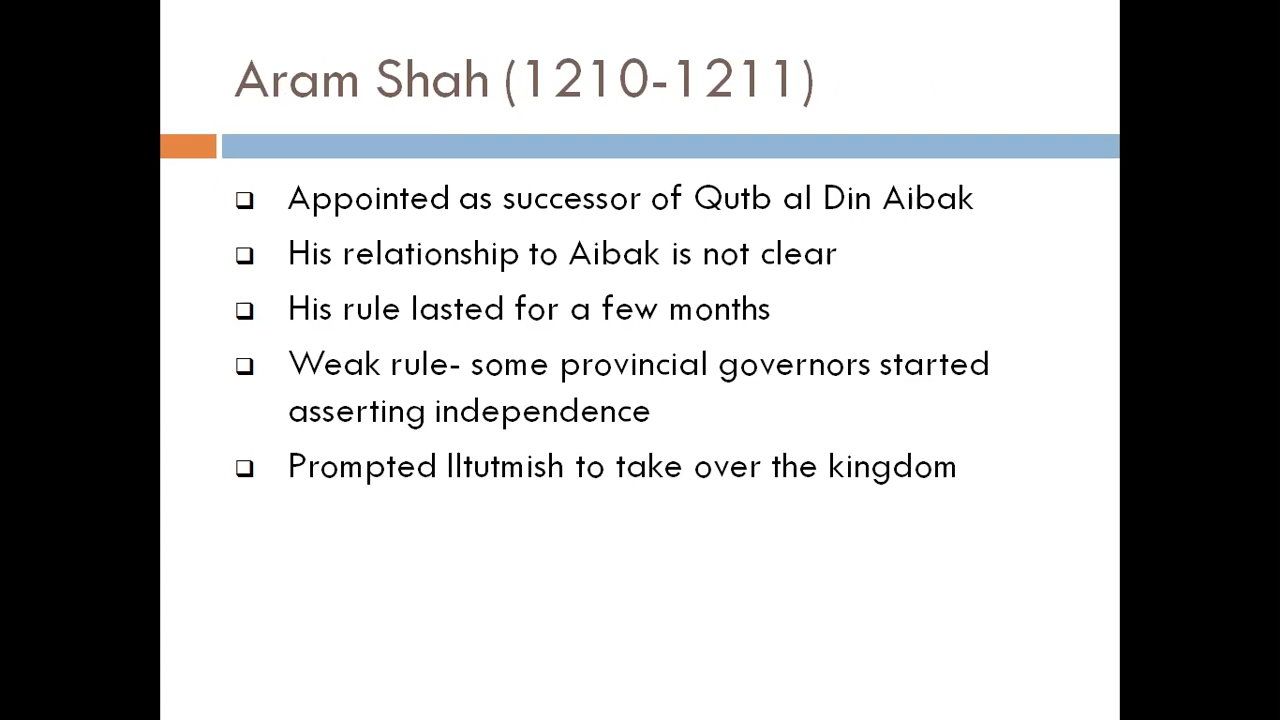 Aram Shah (1210-1211)
Appointed as successor of Qutb al Din Aibak
His relationship to Aibak is not clear
His rule lasted for a few months
Weak rule- some provincial governors started
asserting independence
Prompted Iltutmish to take over the kingdom